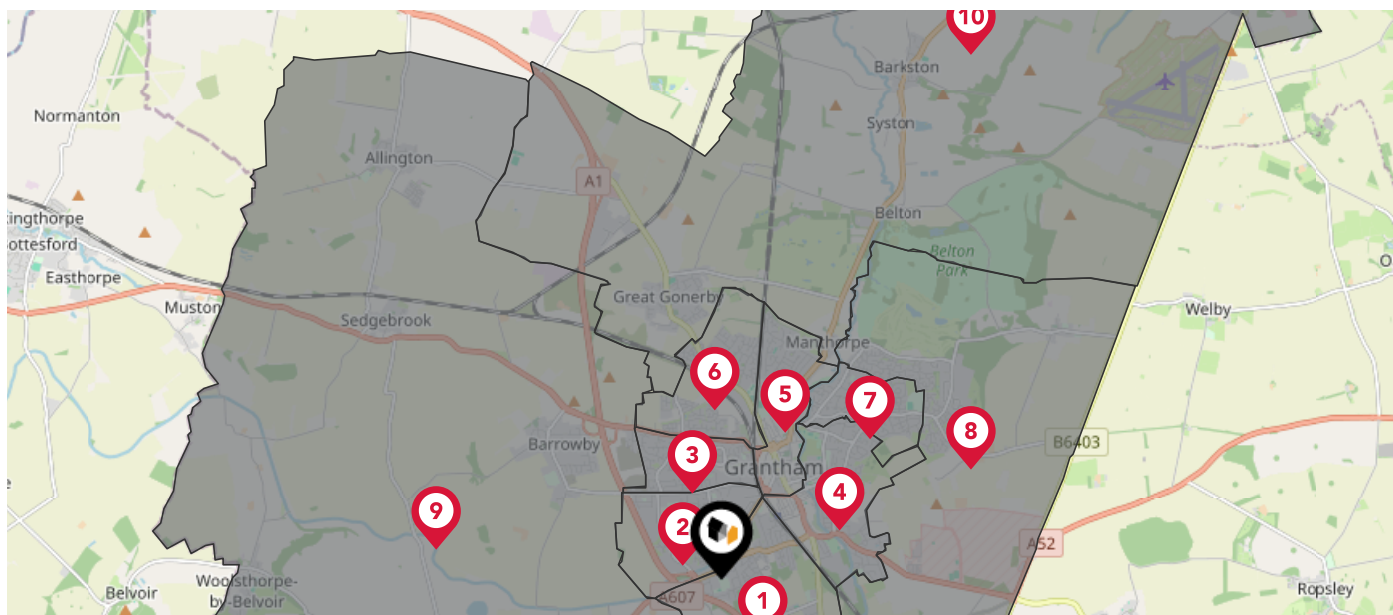 10
Barkston
Normanton
Syston
Allington
A1
Belton
kingthorpe
ottesford
Belton
Park
Easthorpe
Great Gonerby
Muston
Welby
Sedgebrook
Manthorpe
6
5
7
8
B6403
Barrowby
3
Grantham
4
9
2
A52
Woolsthorpe-
by-Belvoir
Belvoir
A607
1
Ropsley